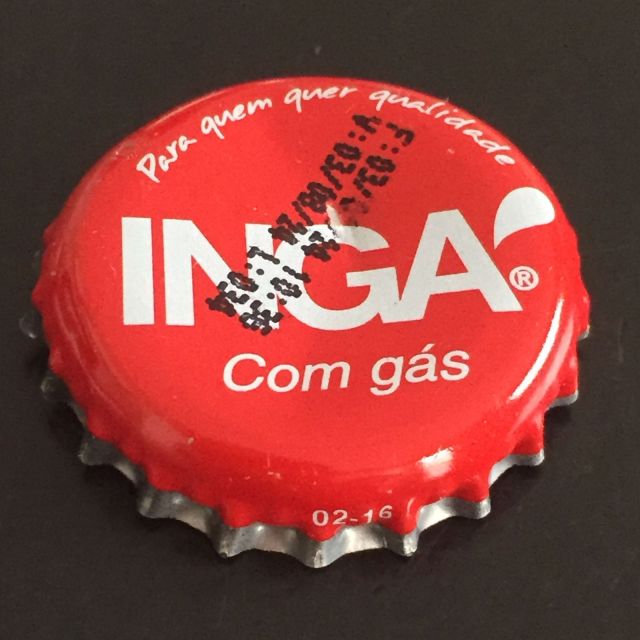 Para quem quer qualidade
INGA®
Com gás
02-16